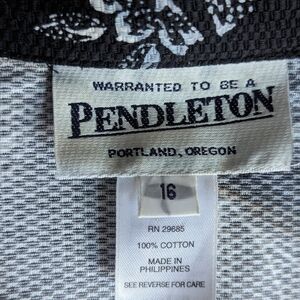 WARRANTED TO BE A
PENDLETON
PORTLAND, OREGON
16
RN 29685
100% COTTON
MADE IN
PHILIPPINES
SEE REVERSE FOR CARE